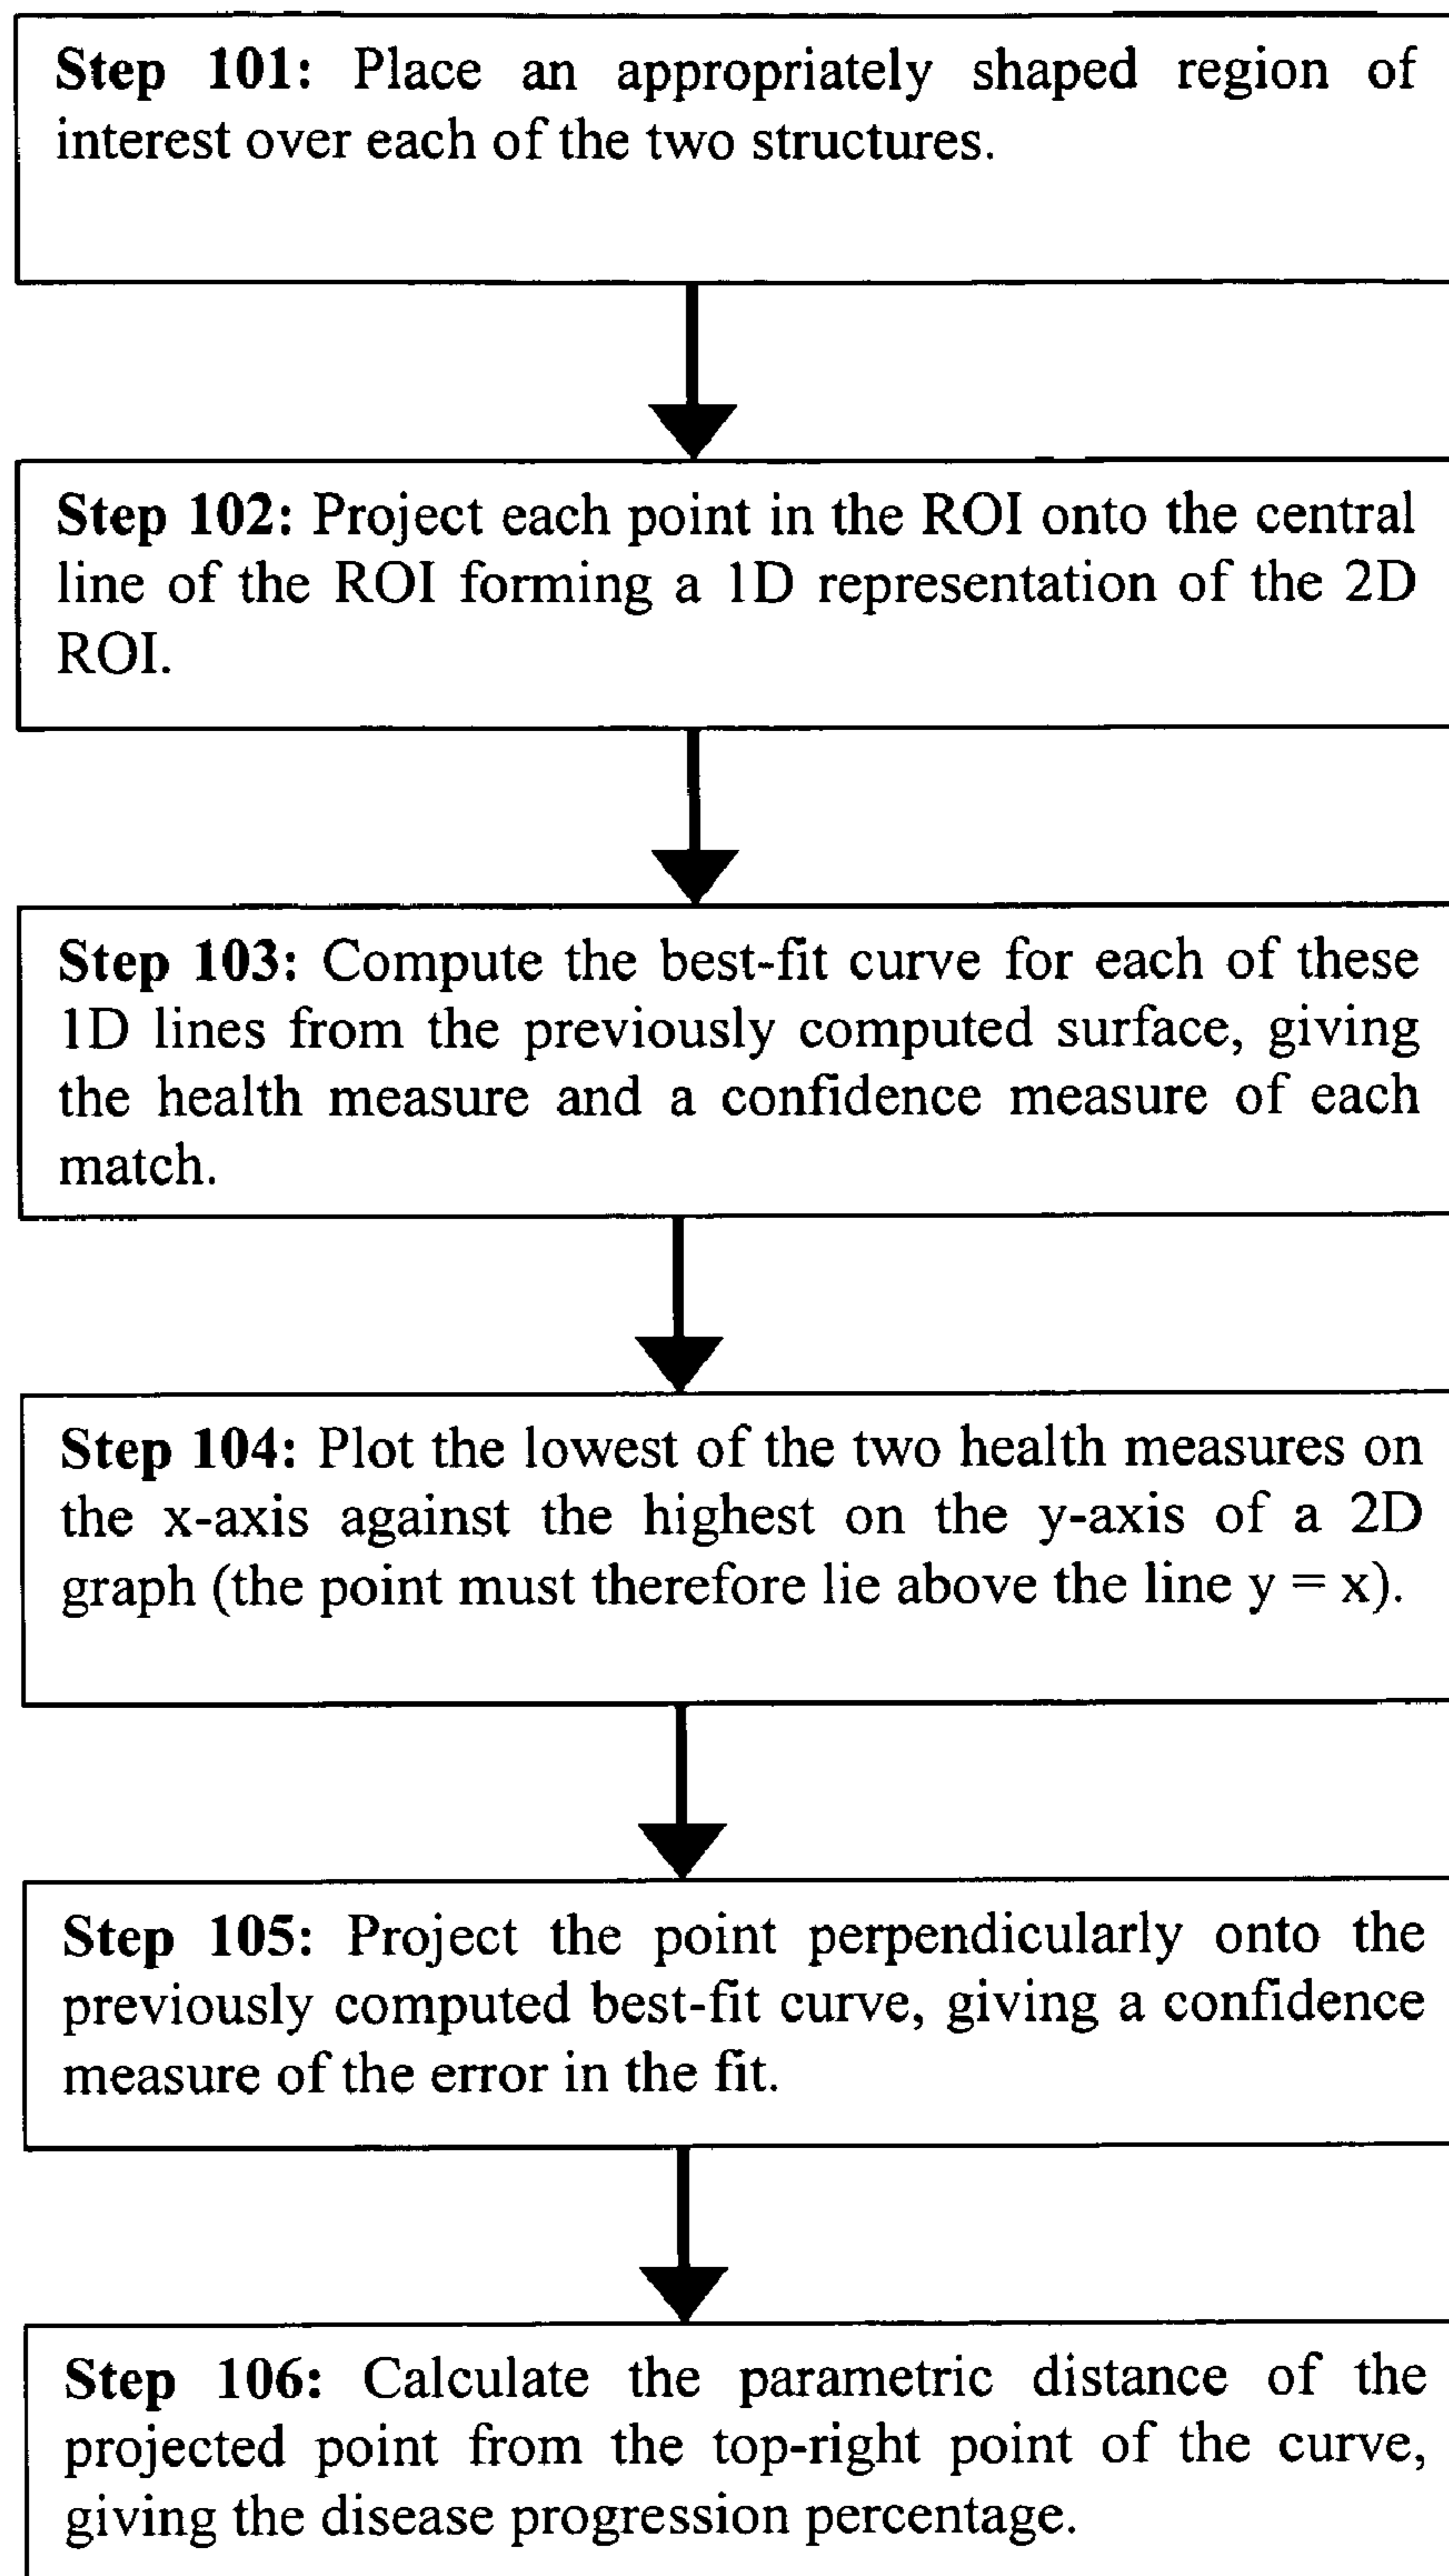 Step 101: Place an appropriately shaped region of
interest over each of the two structures.
Step 102: Project each point in the ROI onto the central
line of the ROI forming a 1D representation of the 2D
ROI.
Step 103: Compute the best-fit curve for each of these
1D lines from the previously computed surface, giving
the health measure and a confidence measure of each
match.
Step 104: Plot the lowest of the two health measures on
the x-axis against the highest on the y-axis of a 2D
graph (the point must therefore lie above the line y = x).
Step 105: Project the point perpendicularly onto the
previously computed best-fit curve, giving a confidence
measure of the error in the fit.
Step 106: Calculate the parametric distance of the
projected point from the top-right point of the curve,
giving the disease progression percentage.